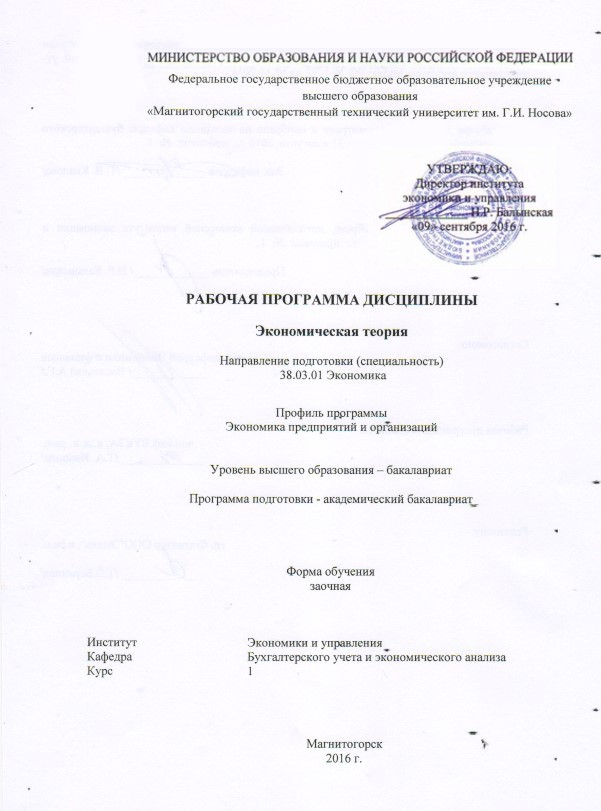 МИНИСТЕРСТВО ОБРАЗОВАНИЯ И НАУКИ РОССИЙСКОЙ ФЕДЕРАЦИИ
Федеральное государственное бюджетное образовательное учреждение
высшего образования
«Магнитогорский государственный технический университет им. Г.И. Носова»
УТВЕРЖДАЮ:
Директор института
экономики и управления
Н.Р. Балынская
«09» сентября 2016 г.
РАБОЧАЯ ПРОГРАММА ДИСЦИПЛИНЫ
Экономическая теория
Направление подготовки (специальность)
38.03.01 Экономика
Профиль программы
Экономика предприятий и организаций
Уровень высшего образования – бакалавриат
Программа подготовки - академический бакалавриат
Форма обучения
заочная
Институт Экономики и управления
Кафедра Бухгалтерского учета и экономического анализа
Курс 1
Магнитогорск
2016 г.